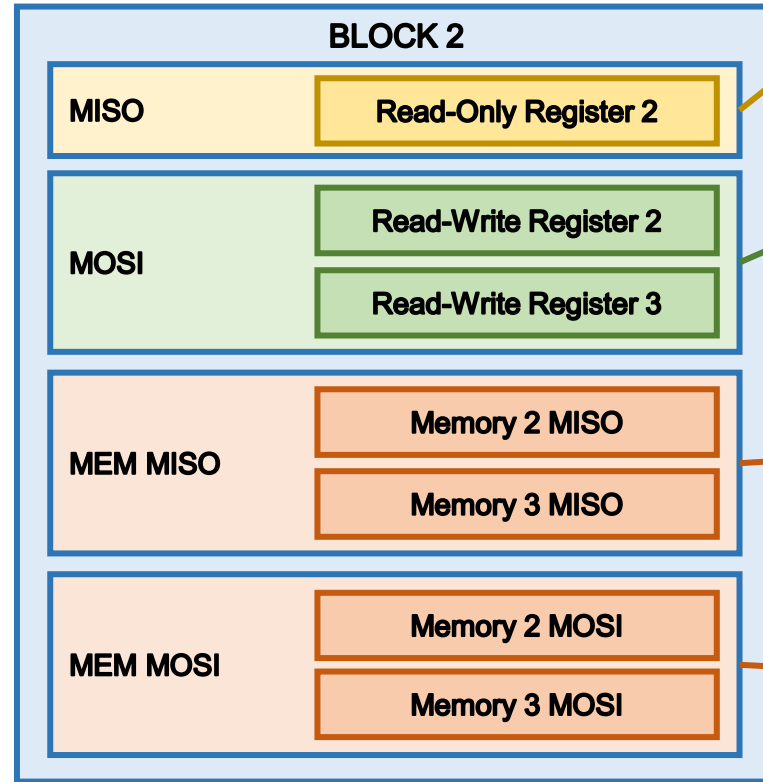 BLOCK 2
MISO
Read-Only Register 2
MOSI
Read-Write Register 2
Read-Write Register 3
MEM MISO
Memory 2 MISO
Memory 3 MISO
MEM MOSI
Memory 2 MOSI
Memory 3 MOSI